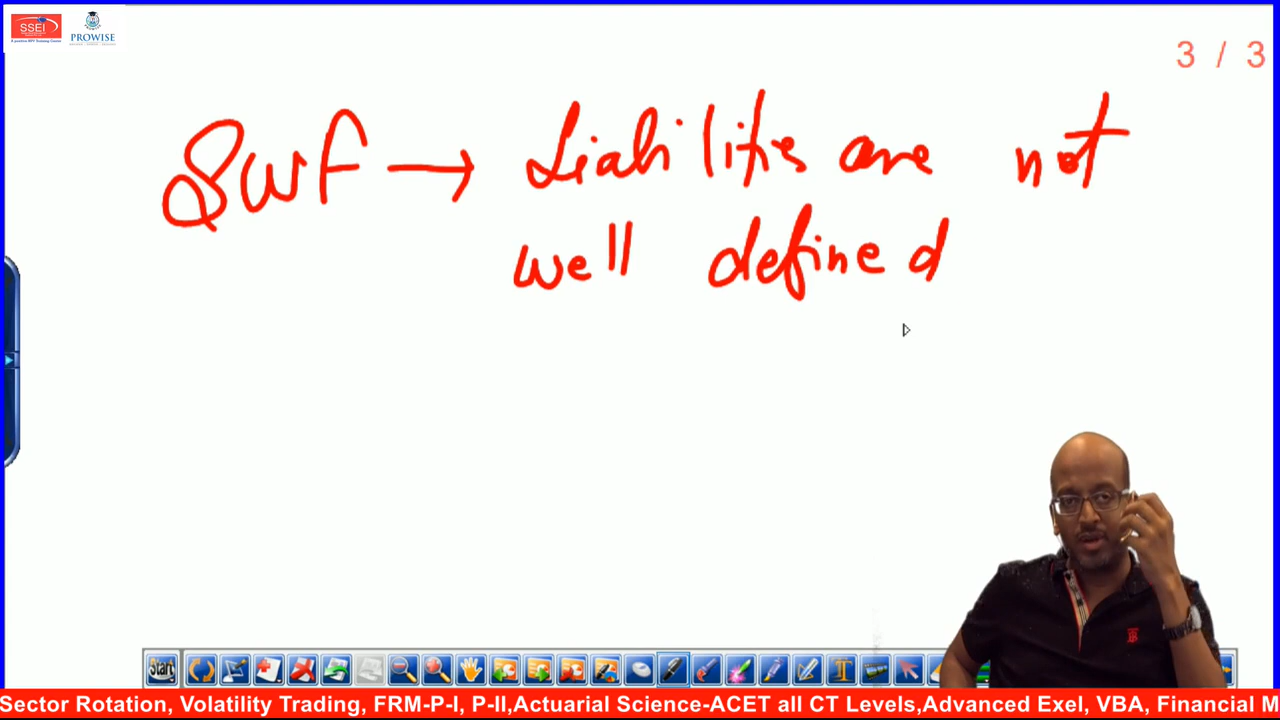 SSEI
PROWISE
3 / 3
SWF → Liabilities are not
well defined
Start
Sector Rotation, Volatility Trading, FRM-P-I, P-II,Actuarial Science-ACET all CT Levels,Advanced Exel, VBA, Financial M